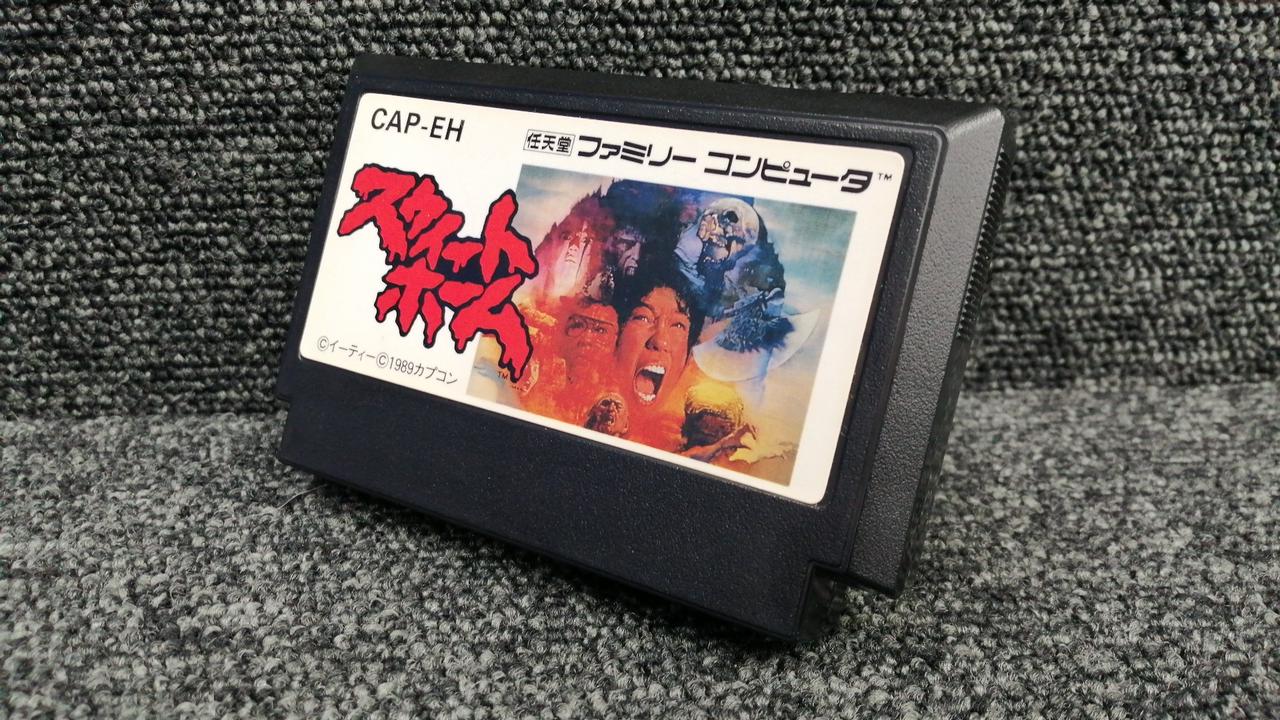 CAP-EH
任天堂 ファミリー コンピュータ™
スウィート
ホーム
™
©イーティー©1989カプコン